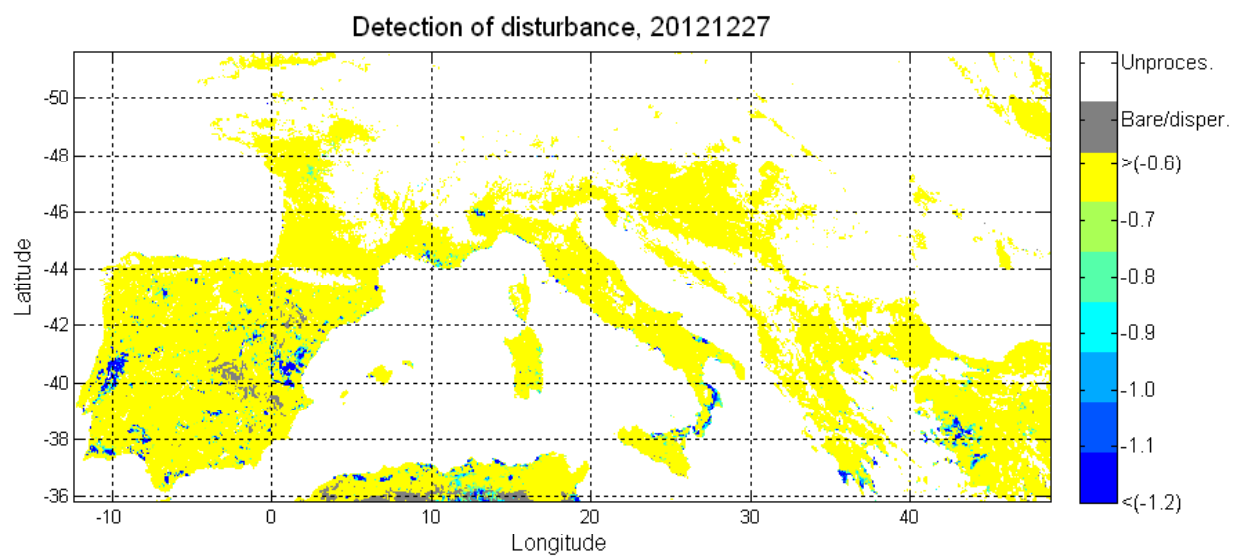 Detection of disturbance, 20121227
Unproces.
Bare/disper.
>(-0.6)
-0.7
-0.8
-0.9
-1.0
-1.1
<(-1.2)
Latitude
-50
-48
-46
-44
-42
-40
-38
-36
-10 0 10 20 30 40
Longitude